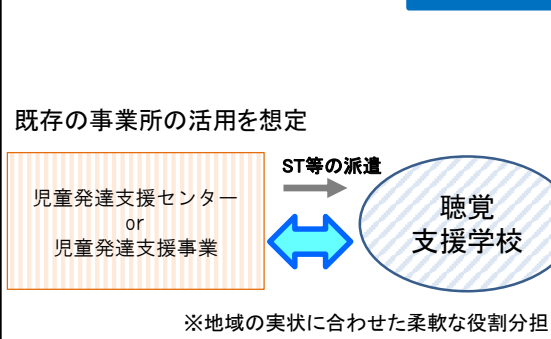 既存の事業所の活用を想定
ST等の派遣
児童発達支援センター
or
児童発達支援事業
聴覚
支援学校
※地域の実状に合わせた柔軟な役割分担